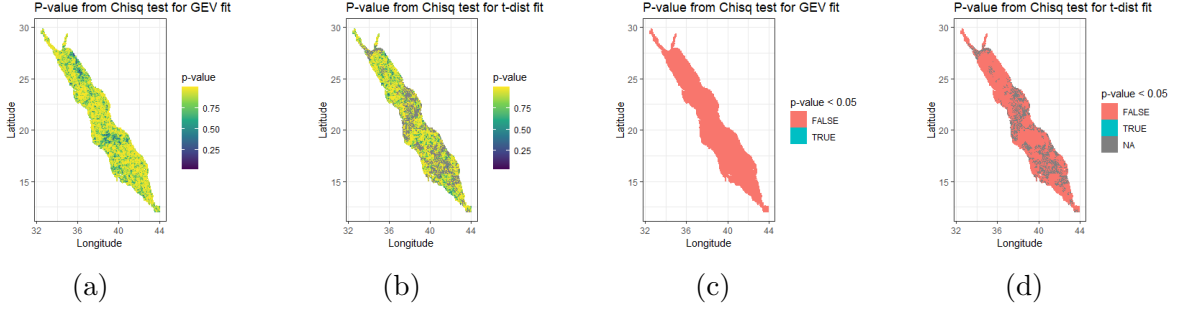 P-value from Chisq test for GEV fit
30
25
20
15
Latitude
32
36
40
44
Longitude
p-value
0.75
0.50
0.25
(a)
P-value from Chisq test for t-dist fit
30
25
20
15
Latitude
32
36
40
44
Longitude
p-value
0.75
0.50
0.25
(b)
P-value from Chisq test for GEV fit
30
25
20
15
Latitude
32
36
40
44
Longitude
p-value < 0.05
FALSE
TRUE
(c)
P-value from Chisq test for t-dist fit
30
25
20
15
Latitude
32
36
40
44
Longitude
p-value < 0.05
FALSE
TRUE
NA
(d)